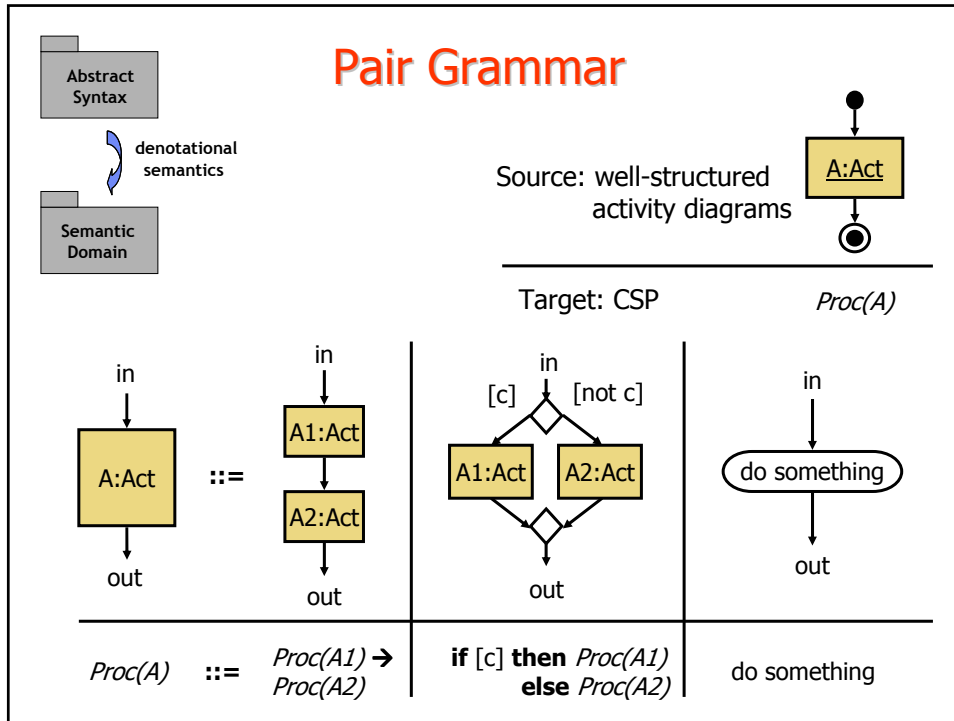 Pair Grammar
Abstract
Syntax
denotational
semantics
Semantic
Domain
Source: well-structured
activity diagrams
A:Act
Target: CSP
Proc(A)
in
A:Act
out
::=
in
A1:Act
A2:Act
out
in
[c]
[not c]
A1:Act
A2:Act
out
in
do something
out
Proc(A)
::=
Proc(A1) →
Proc(A2)
if [c] then Proc(A1)
else Proc(A2)
do something